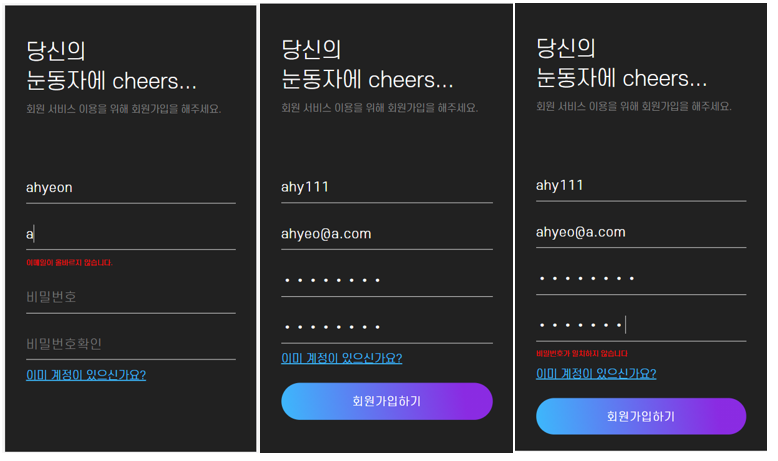 당신의
눈동자에 cheers...
회원 서비스 이용을 위해 회원가입을 해주세요.
ahyeon
a
이메일이 올바르지 않습니다.
비밀번호
비밀번호확인
이미 계정이 있으신가요?
당신의
눈동자에 cheers...
회원 서비스 이용을 위해 회원가입을 해주세요.
ahy111
ahyeo@a.com
••••••••
••••••••
이미 계정이 있으신가요?
회원가입하기
당신의
눈동자에 cheers...
회원 서비스 이용을 위해 회원가입을 해주세요.
ahy111
ahyeo@a.com
••••••••
•••••••
비밀번호가 일치하지 않습니다
이미 계정이 있으신가요?
회원가입하기